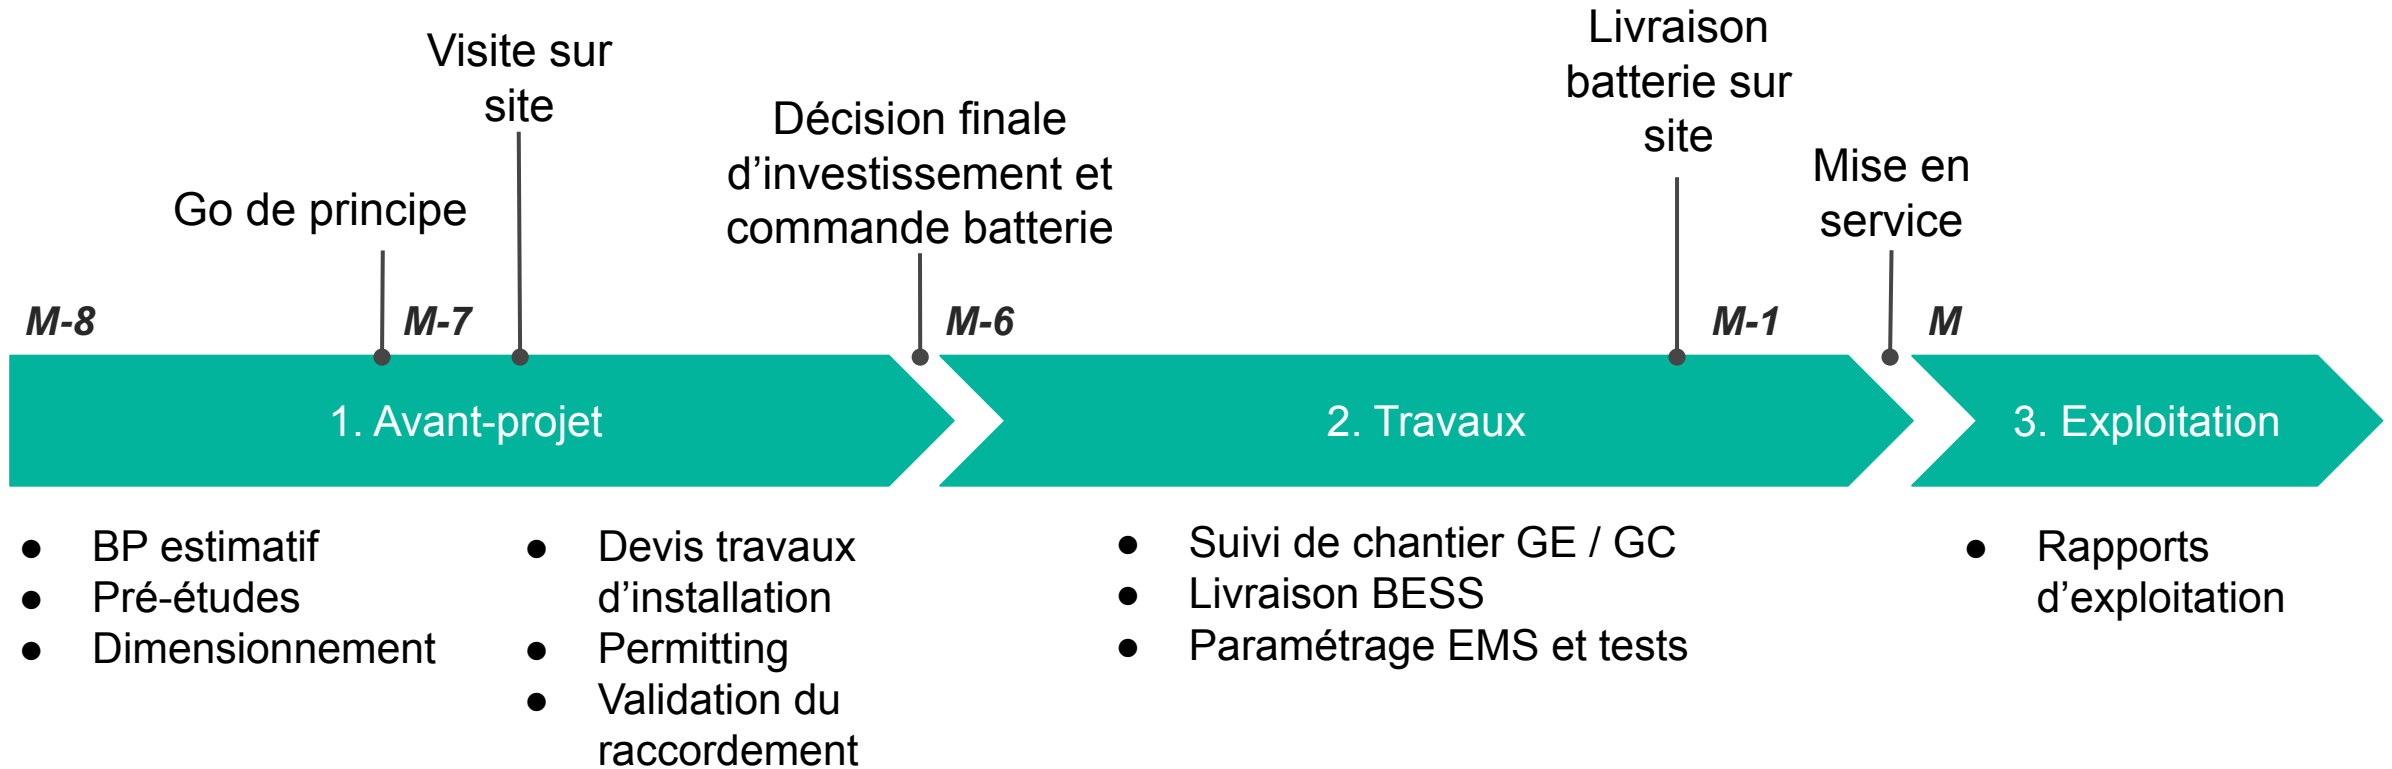 Visite sur
site
Livraison
batterie sur
site
Décision finale
d’investissement et
commande batterie
Mise en
service
Go de principe
M-8
M-7
M-6
M-1
M
1. Avant-projet
2. Travaux
3. Exploitation
● BP estimatif
● Pré-études
● Dimensionnement
● Devis travaux
d’installation
● Permitting
● Validation du
raccordement
● Suivi de chantier GE / GC
● Livraison BESS
● Paramétrage EMS et tests
● Rapports
d’exploitation